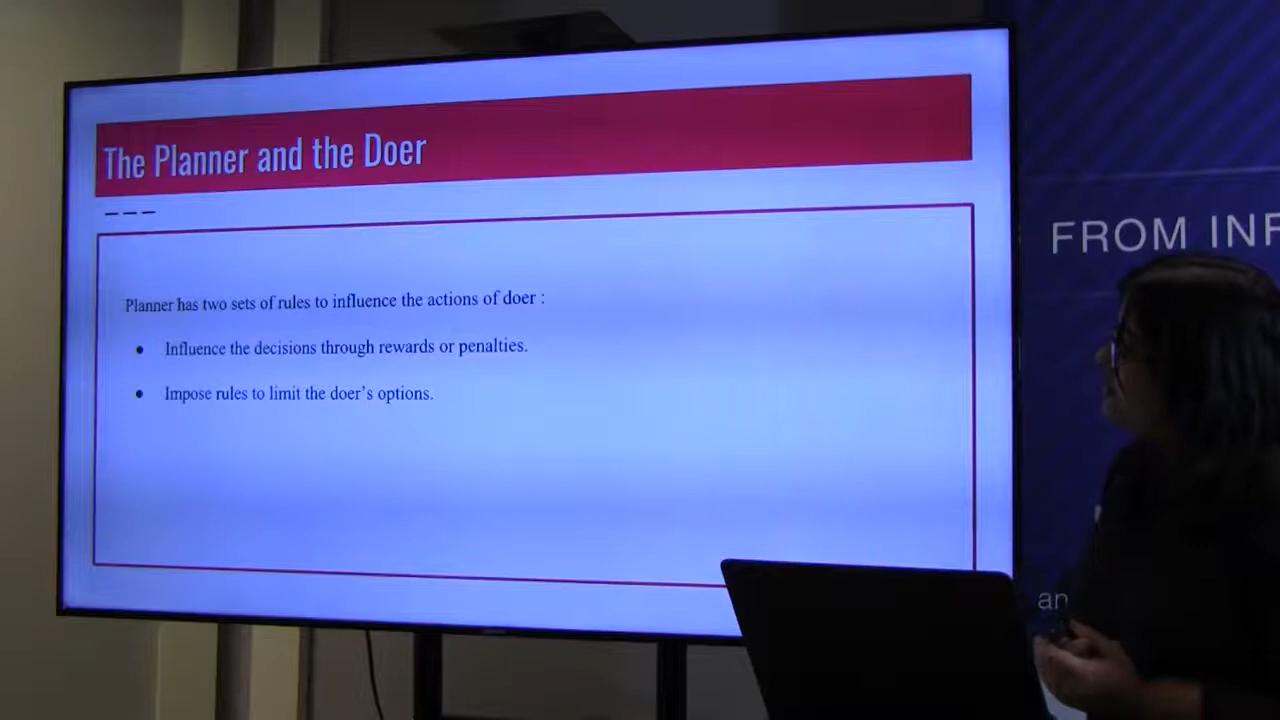 The Planner and the Doer
Planner has two sets of rules to influence the actions of doer :
• Influence the decisions through rewards or penalties.
• Impose rules to limit the doer's options.
FROM
an